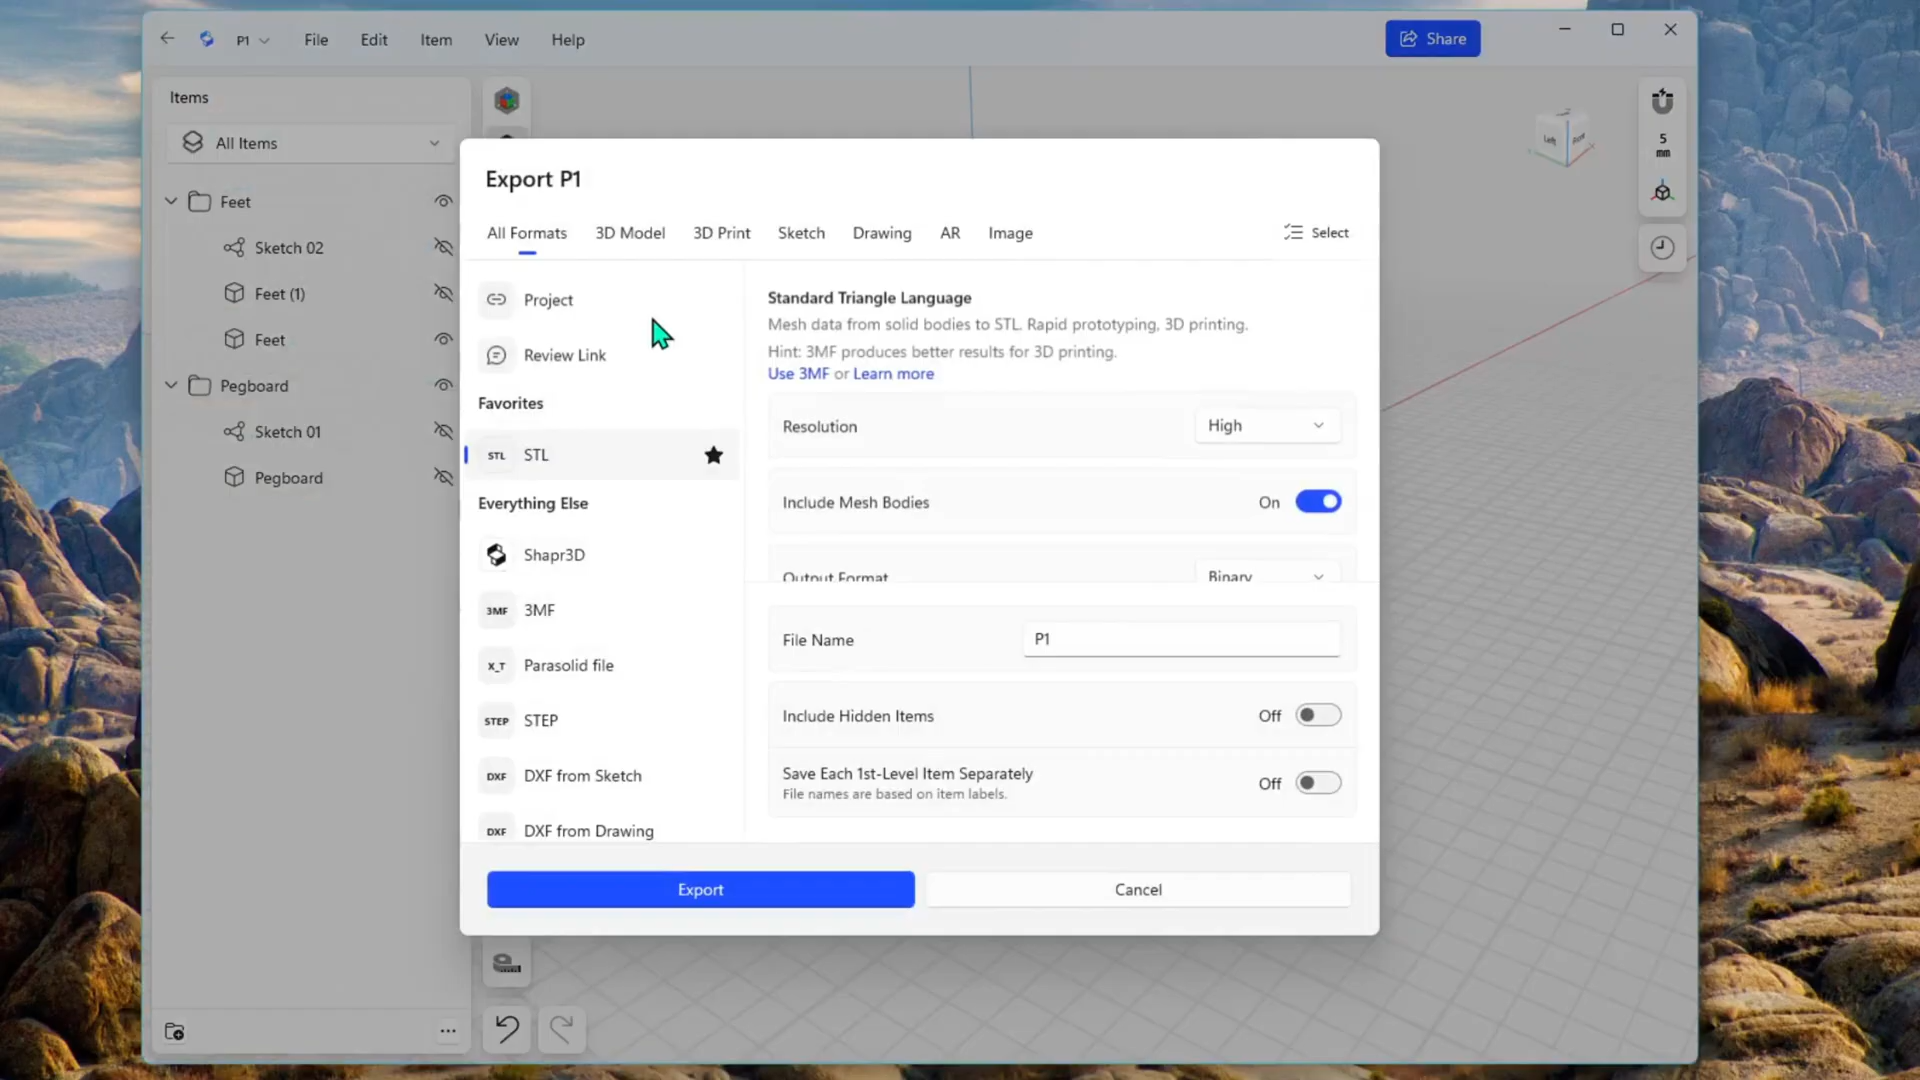 P1
File
Edit
Item
View
Help
Share
Items
All Items
Feet
Sketch 02
Feet (1)
Feet
Pegboard
Sketch 01
Pegboard
Left
5
mm
Export P1
All Formats
3D Model
3D Print
Sketch
Drawing
AR
Image
Select
Project
Review Link
Favorites
STL
STL
Everything Else
Shapr3D
3MF
3MF
X_T
Parasolid file
STEP
STEP
DXF
DXF from Sketch
DXF
DXF from Drawing
Standard Triangle Language
Mesh data from solid bodies to STL. Rapid prototyping, 3D printing.
Hint: 3MF produces better results for 3D printing.
Use 3MF or Learn more
Resolution
High
Include Mesh Bodies
On
Output Format
Binary
File Name
P1
Include Hidden Items
Off
Save Each 1st-Level Item Separately
File names are based on item labels.
Off
Export
Cancel